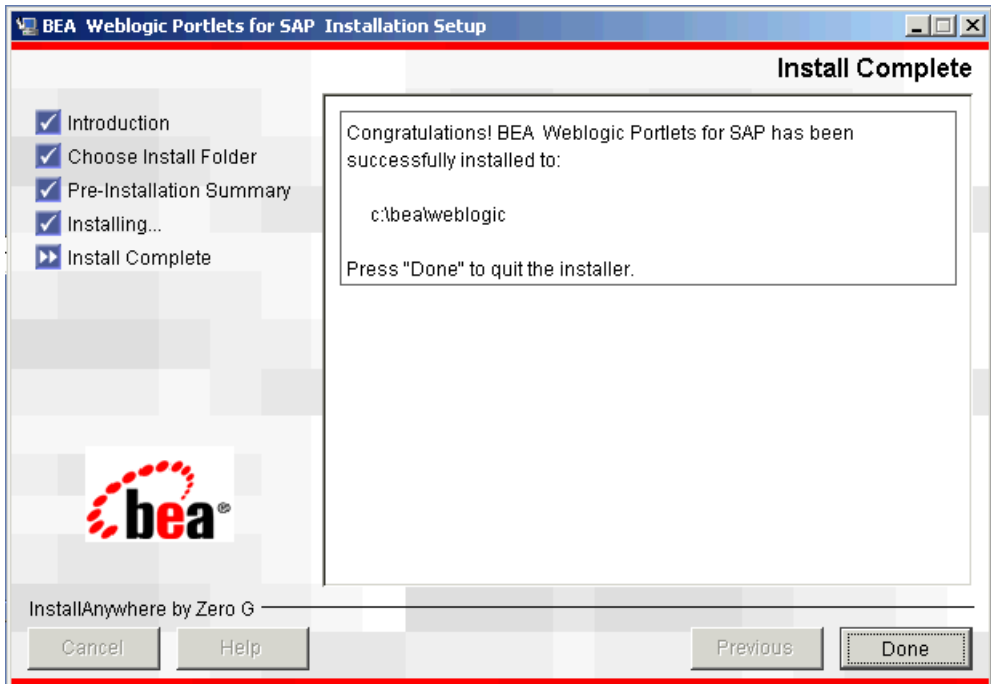 BEA Weblogic Portlets for SAP Installation Setup
Install Complete
Introduction
Choose Install Folder
Pre-Installation Summary
Installing...
Install Complete
Congratulations! BEA Weblogic Portlets for SAP has been
successfully installed to:
c:\bea\weblogic
Press "Done" to quit the installer.
bea®
InstallAnywhere by Zero G
Cancel
Help
Previous
Done